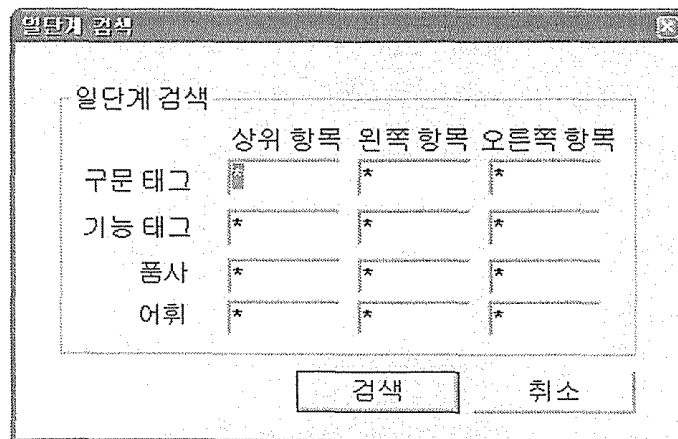 일단계 검색
일단계 검색
상위 항목 왼쪽 항목 오른쪽 항목
구문 태그 * * *
기능 태그 * * *
품사 * * *
어휘 * * *
검색 취소